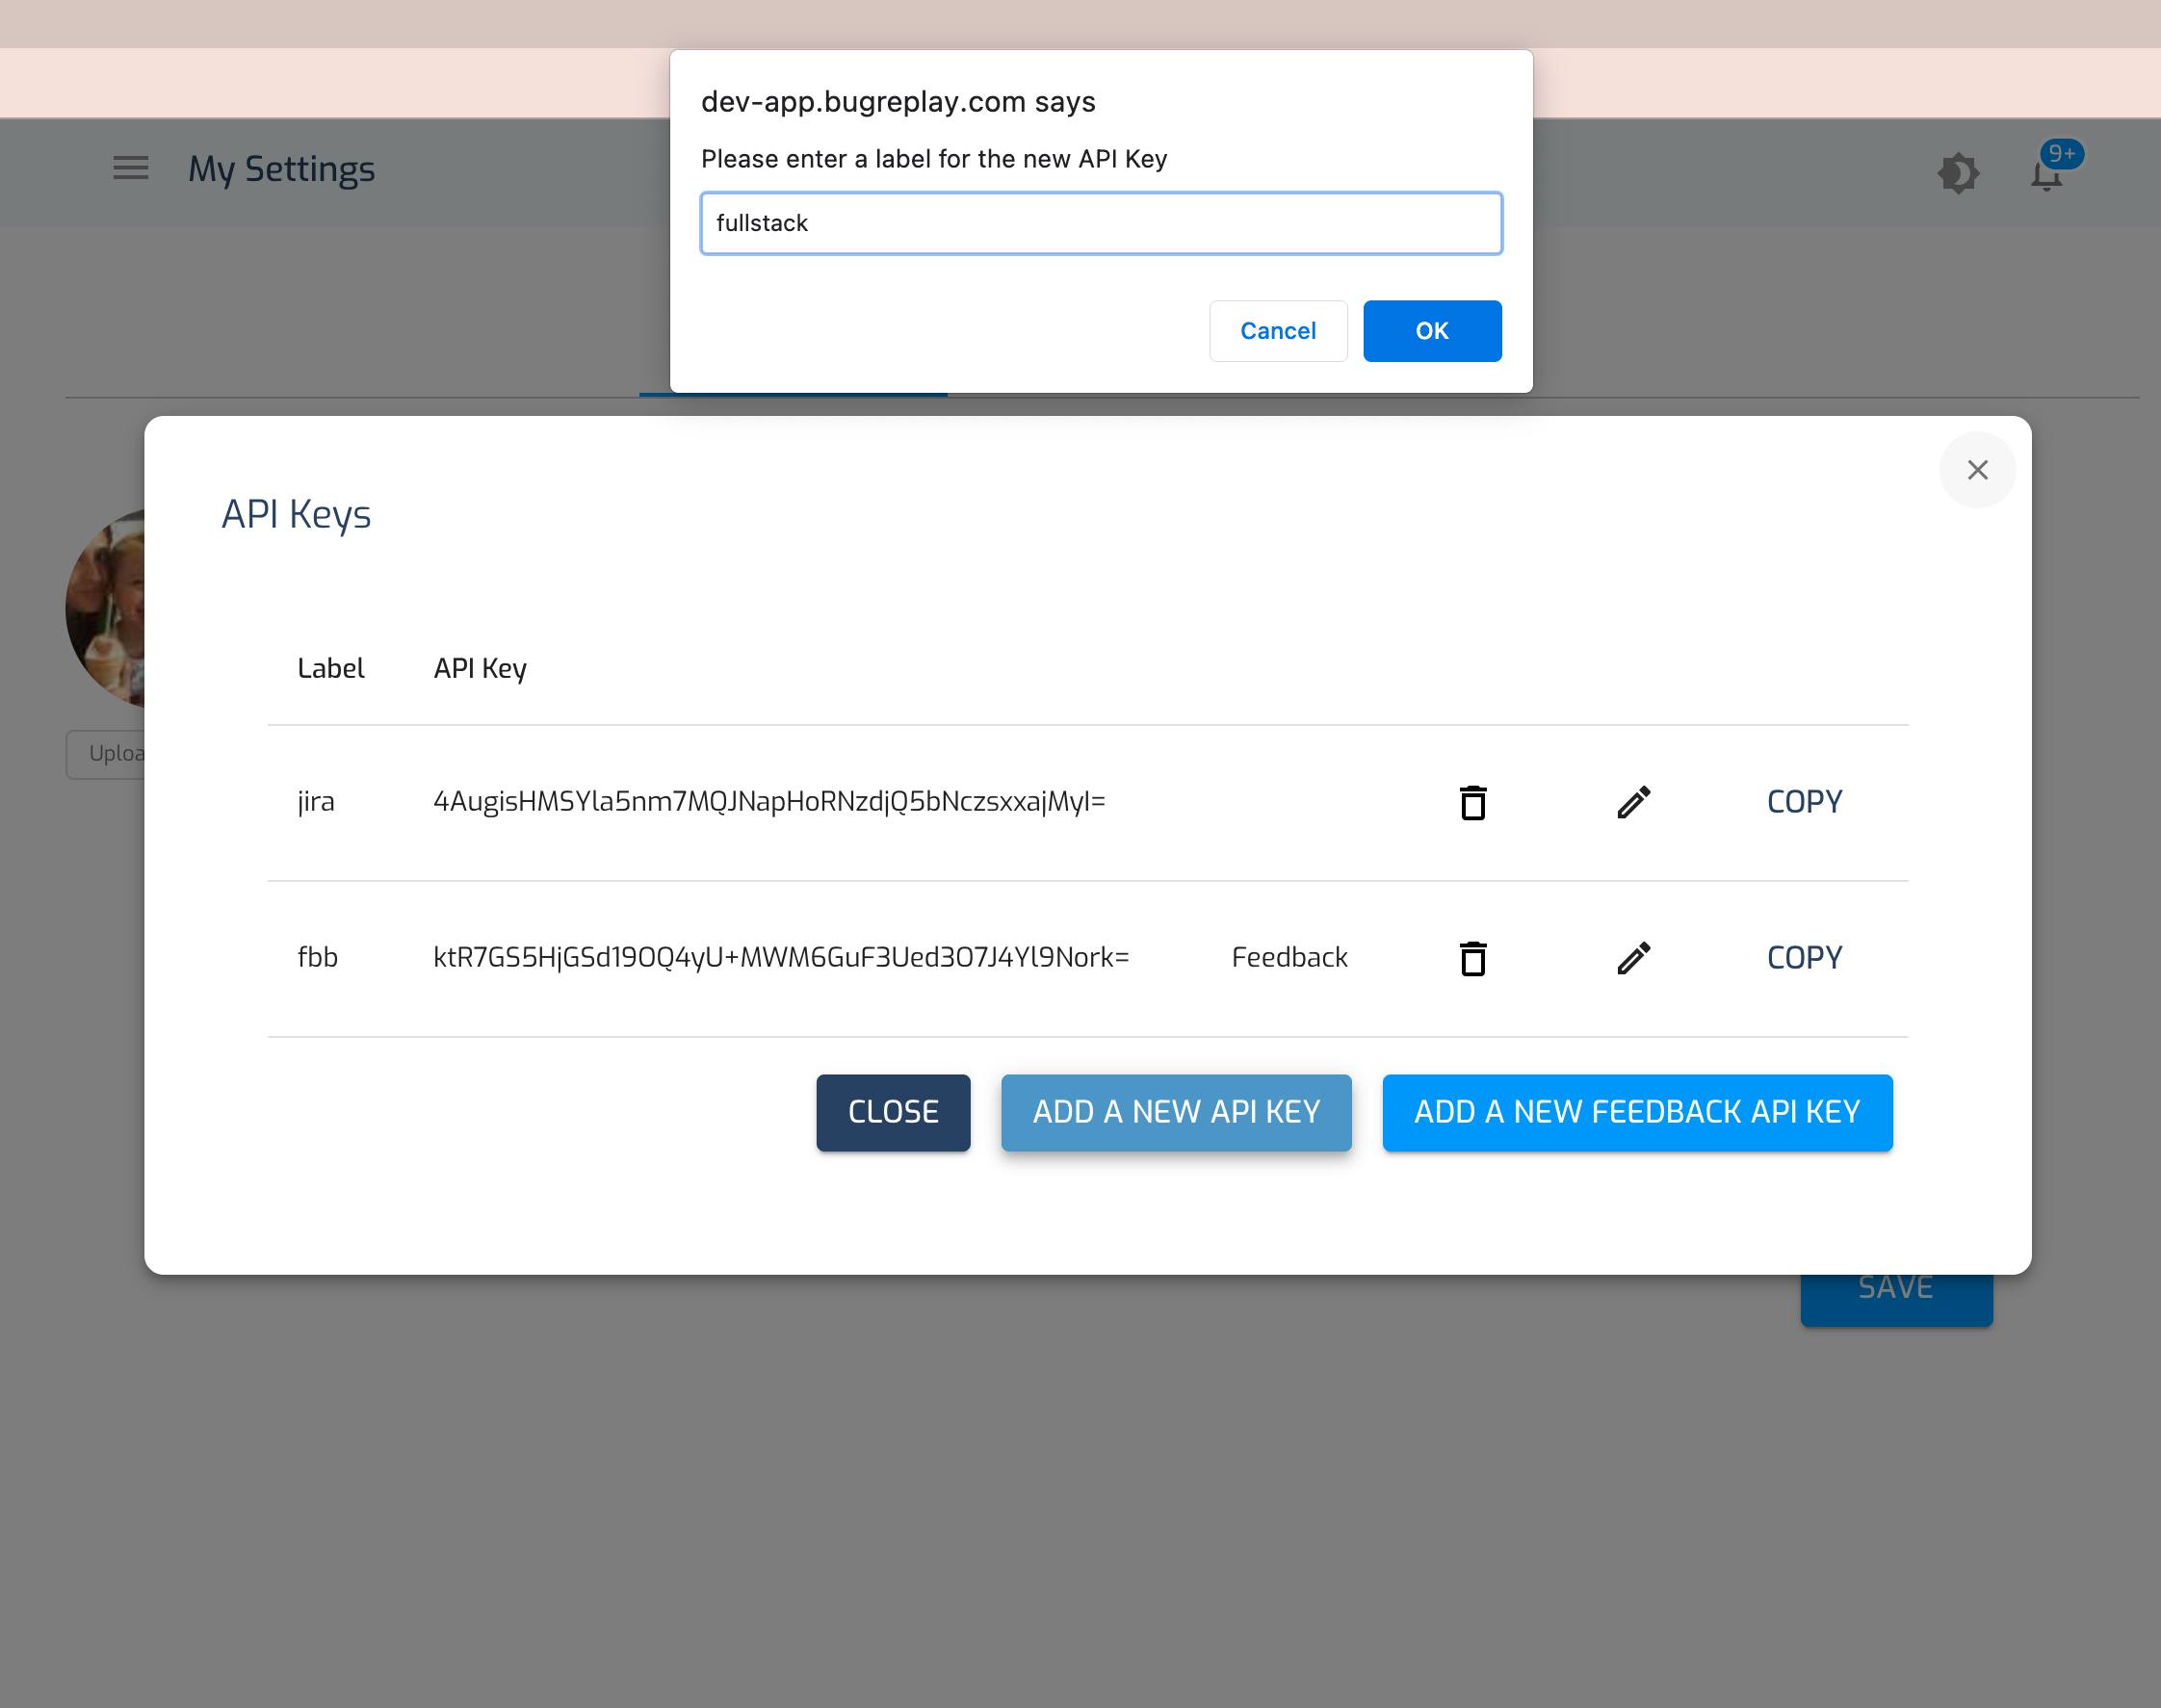 dev-app.bugreplay.com says
Please enter a label for the new API Key
fullstack
Cancel OK
My Settings
9+
API Keys
Label API Key
jira 4AugisHMSYla5nm7MQJNapHoRNzdjQ5bNczsxxajMyI= COPY
fbb ktR7GS5HjGSd19OQ4yU+MWM6GuF3Ued3O7J4Yl9Nork= Feedback COPY
CLOSE ADD A NEW API KEY ADD A NEW FEEDBACK API KEY
Uploa
SAVE